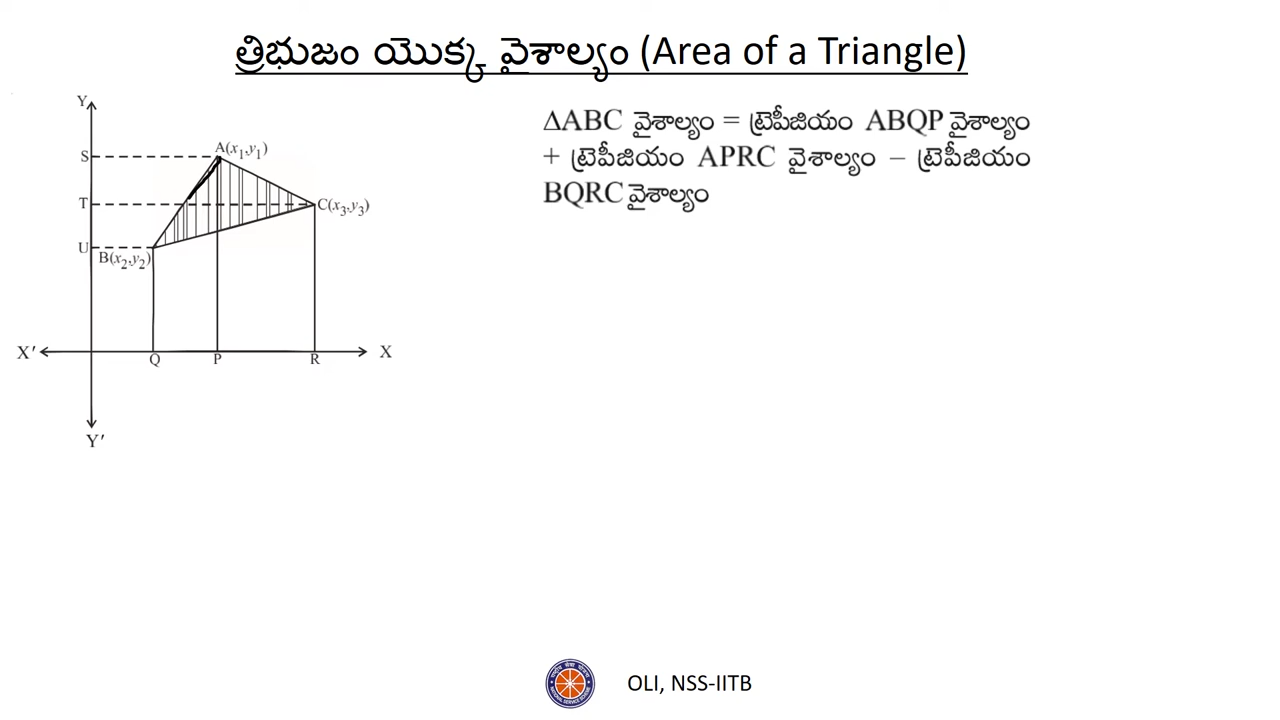 త్రిభుజం యొక్క వైశాల్యం (Area of a Triangle)
ΔABC వైశాల్యం = ట్రెపీజియం ABQP వైశాల్యం
+ ట్రెపీజియం APRC వైశాల్యం – ట్రెపీజియం
BQRC వైశాల్యం
Y
S
A(x₁,y₁)
T
C(x₃,y₃)
U
B(x₂,y₂)
X′
Q
P
R
X
Y′
OLI, NSS-IITB